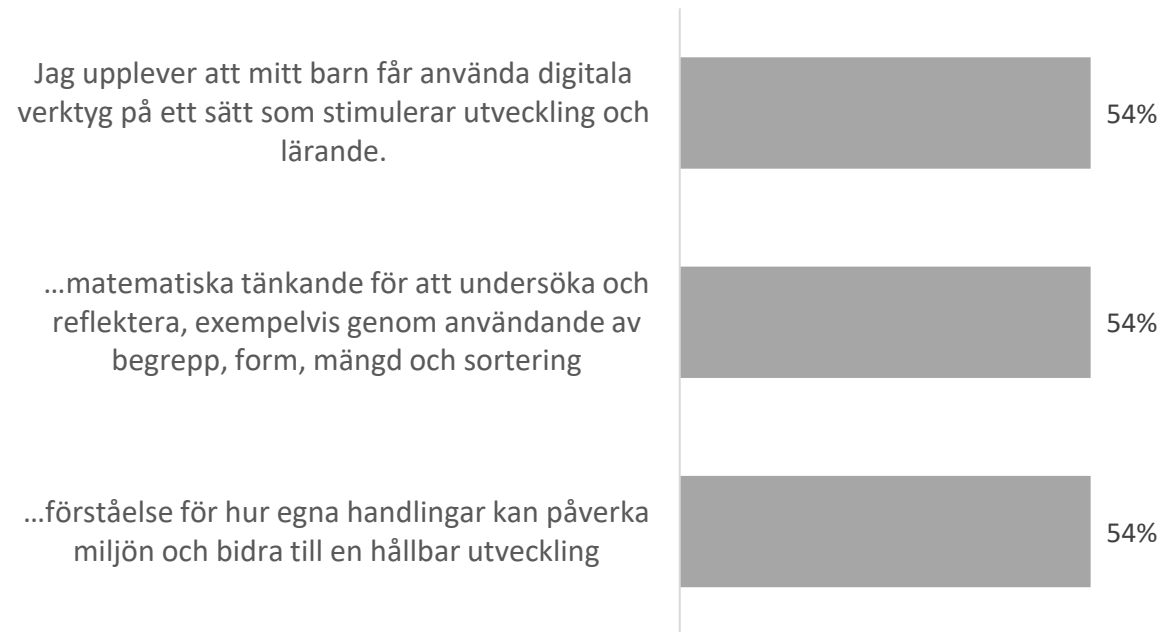 Jag upplever att mitt barn får använda digitala
verktyg på ett sätt som stimulerar utveckling och
lärande.
54%
…matematiska tänkande för att undersöka och
reflektera, exempelvis genom användande av
begrepp, form, mängd och sortering
54%
…förståelse för hur egna handlingar kan påverka
miljön och bidra till en hållbar utveckling
54%